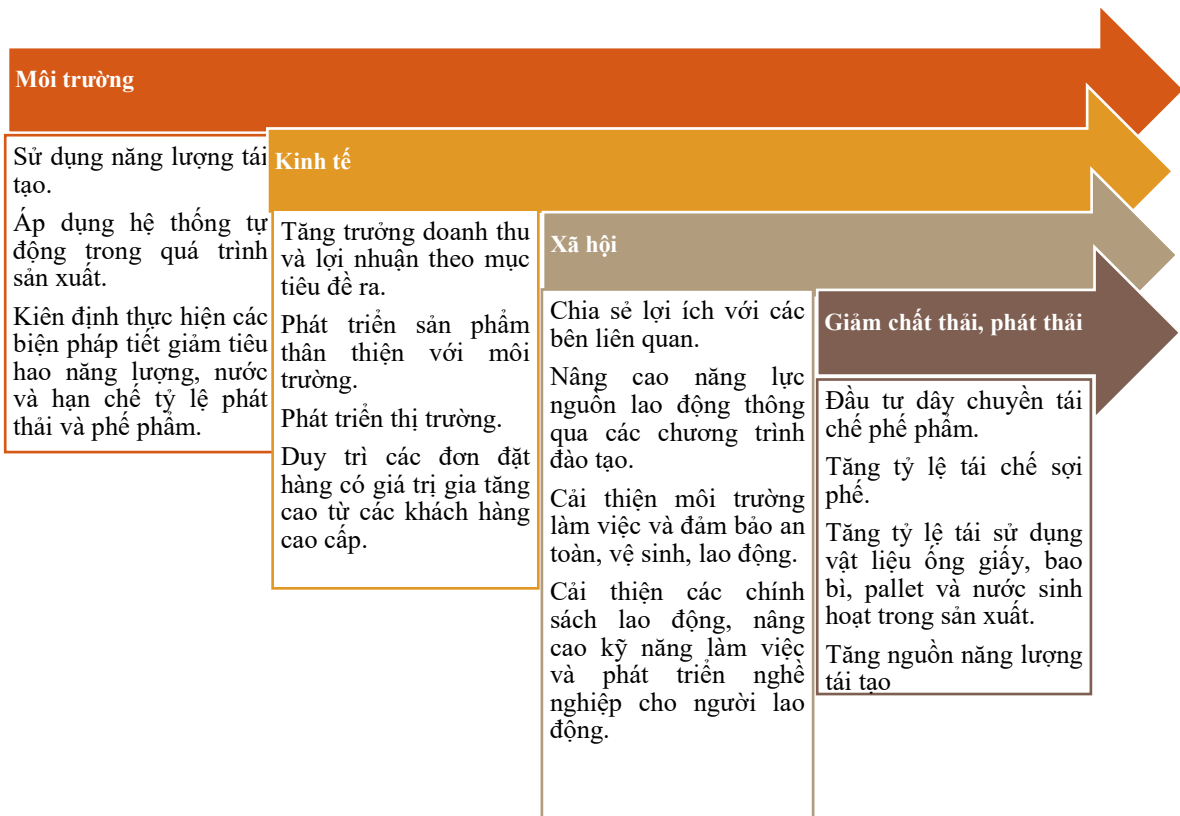 Môi trường
Sử dụng năng lượng tái
tạo.
Áp dụng hệ thống tự
động trong quá trình
sản xuất.
Kiên định thực hiện các
biện pháp tiết giảm tiêu
hao năng lượng, nước
và hạn chế tỷ lệ phát
thải và phế phẩm.
Kinh tế
Tăng trưởng doanh thu
và lợi nhuận theo mục
tiêu đề ra.
Phát triển sản phẩm
thân thiện với môi
trường.
Phát triển thị trường.
Duy trì các đơn đặt
hàng có giá trị gia tăng
cao từ các khách hàng
cao cấp.
Xã hội
Chia sẻ lợi ích với các
bên liên quan.
Nâng cao năng lực
nguồn lao động thông
qua các chương trình
đào tạo.
Cải thiện môi trường
làm việc và đảm bảo an
toàn, vệ sinh, lao động.
Cải thiện các chính
sách lao động, nâng
cao kỹ năng làm việc
và phát triển nghề
nghiệp cho người lao
động.
Giảm chất thải, phát thải
Đầu tư dây chuyền tái
chế phế phẩm.
Tăng tỷ lệ tái chế sợi
phế.
Tăng tỷ lệ tái sử dụng
vật liệu ống giấy, bao
bì, pallet và nước sinh
hoạt trong sản xuất.
Tăng nguồn năng lượng
tái tạo